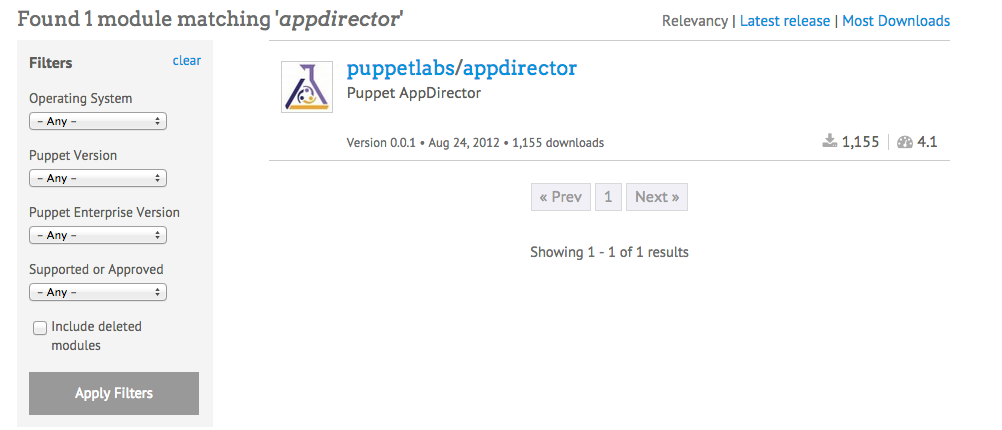 Found 1 module matching 'appdirector'
Relevancy | Latest release | Most Downloads
Filters
clear
Operating System
– Any –
Puppet Version
– Any –
Puppet Enterprise Version
– Any –
Supported or Approved
– Any –
Include deleted
modules
Apply Filters
puppetlabs/appdirector
Puppet AppDirector
Version 0.0.1 • Aug 24, 2012 • 1,155 downloads
1,155
4.1
« Prev
1
Next »
Showing 1 - 1 of 1 results